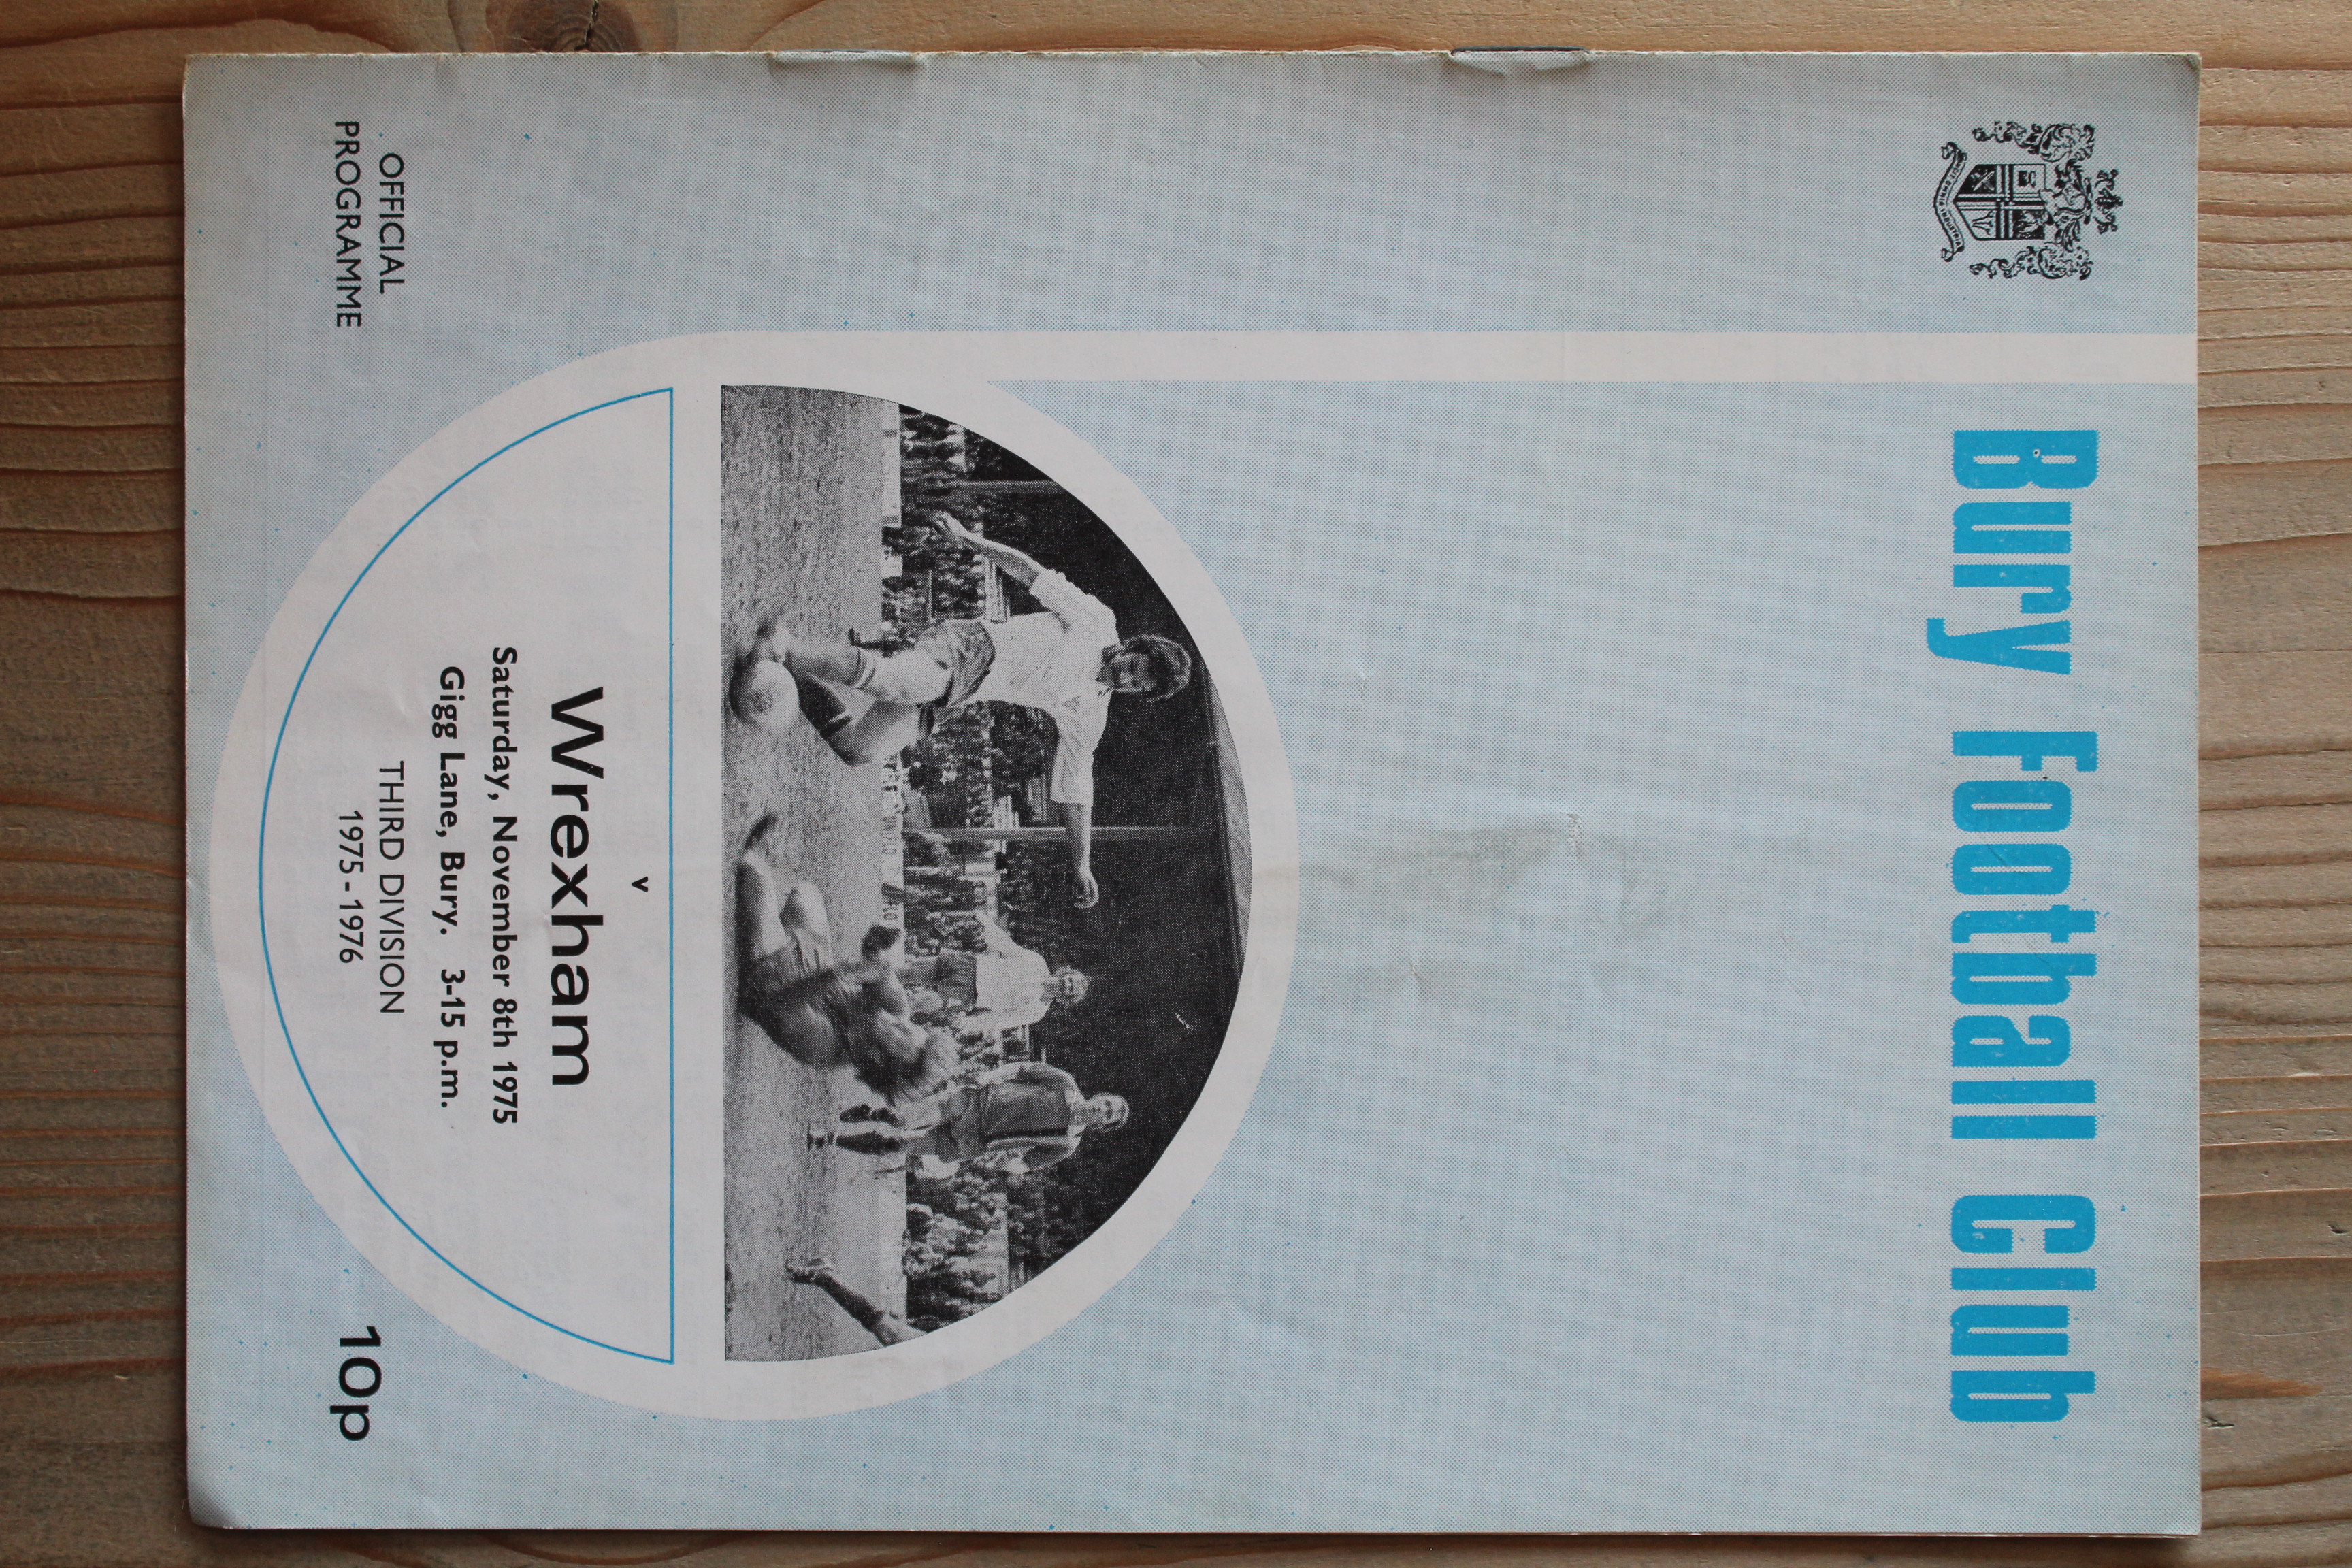 Bury Football Club
v
Wrexham
Saturday, November 8th 1975
Gigg Lane, Bury. 3-15 p.m.
THIRD DIVISION
1975 - 1976
OFFICIAL
PROGRAMME
10p